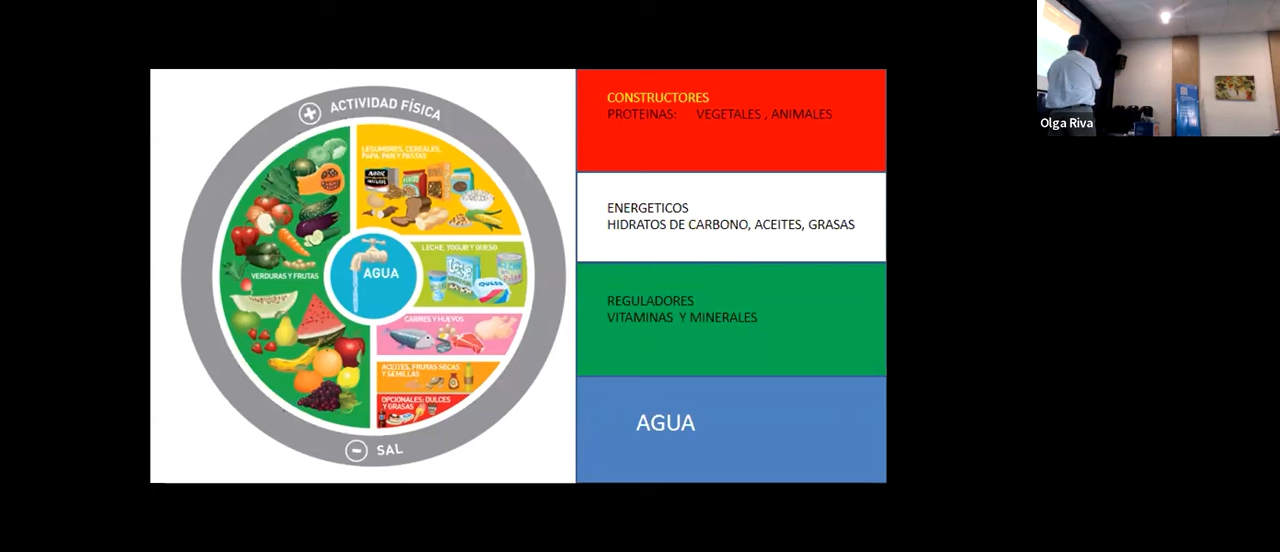 + ACTIVIDAD FÍSICA
LEGUMBRES, CEREALES,
PAPA, PAN Y PASTAS
LECHE, YOGUR Y QUESO
AGUA
VERDURAS Y FRUTAS
CARNES Y HUEVOS
ACEITES, FRUTAS SECAS
Y SEMILLAS
OPCIONALES: DULCES
Y GRASAS
- SAL
CONSTRUCTORES
PROTEINAS: VEGETALES , ANIMALES
ENERGETICOS
HIDRATOS DE CARBONO, ACEITES, GRASAS
REGULADORES
VITAMINAS Y MINERALES
AGUA
Olga Riva